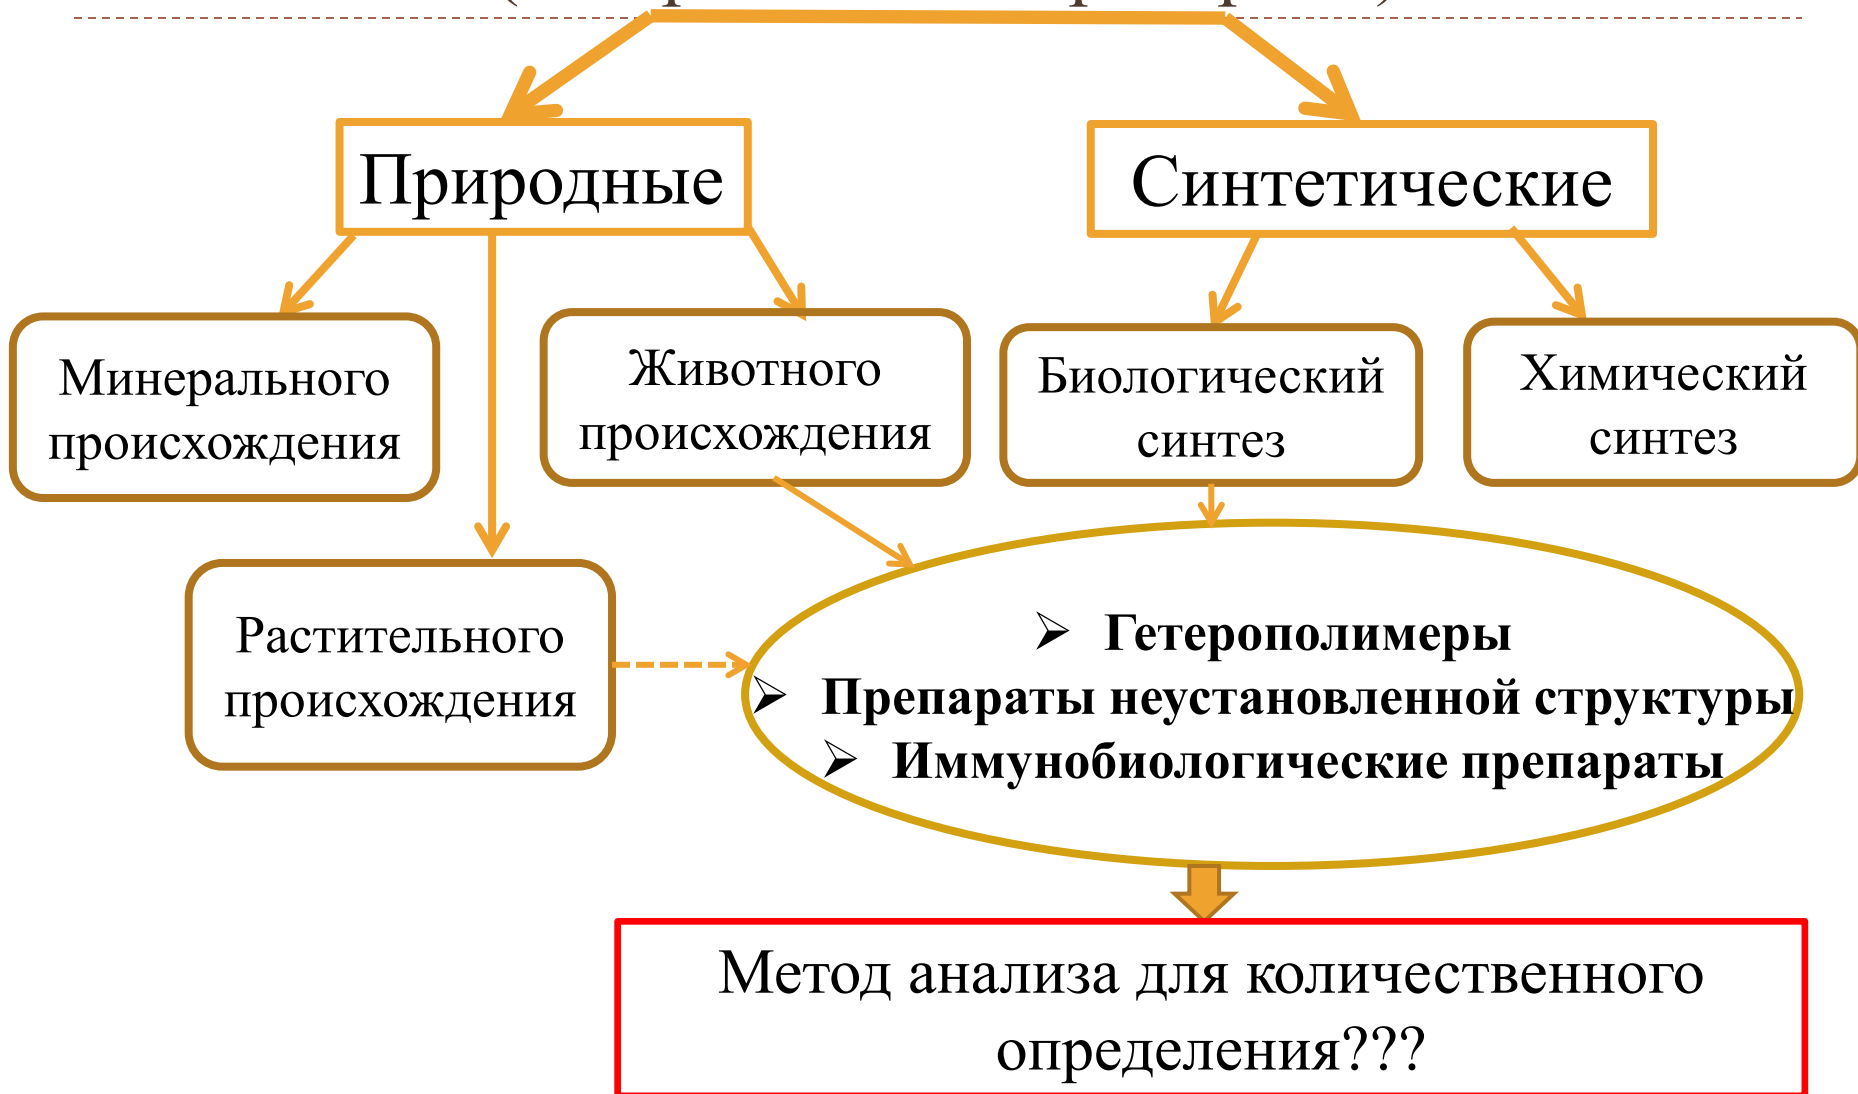 Природные
Синтетические
Минерального
происхождения
Животного
происхождения
Биологический
синтез
Химический
синтез
Растительного
происхождения
➢ Гетерополимеры
➢ Препараты неустановленной структуры
➢ Иммунобиологические препараты
Метод анализа для количественного
определения???